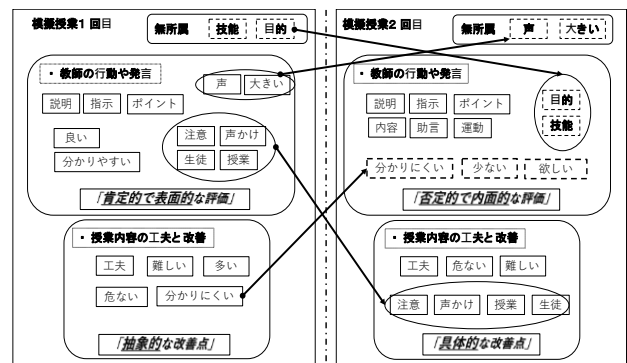 模擬授業1 回目
無所属 技能 目的
・ 教師の行動や発言
声 大きい
説明 指示 ポイント
良い
注意 声かけ
分かりやすい
生徒 授業
「肯定的で表面的な評価」
・ 授業内容の工夫と改善
工夫 難しい 多い
危ない 分かりにくい
「抽象的な改善点」
模擬授業2 回目
無所属 声 大きい
・ 教師の行動や発言
目的
説明 指示 ポイント
技能
内容 助言 運動
分かりにくい 少ない 欲しい
「否定的で内面的な評価」
・ 授業内容の工夫と改善
工夫 危ない 難しい
注意 声かけ 授業 生徒
「具体的な改善点」